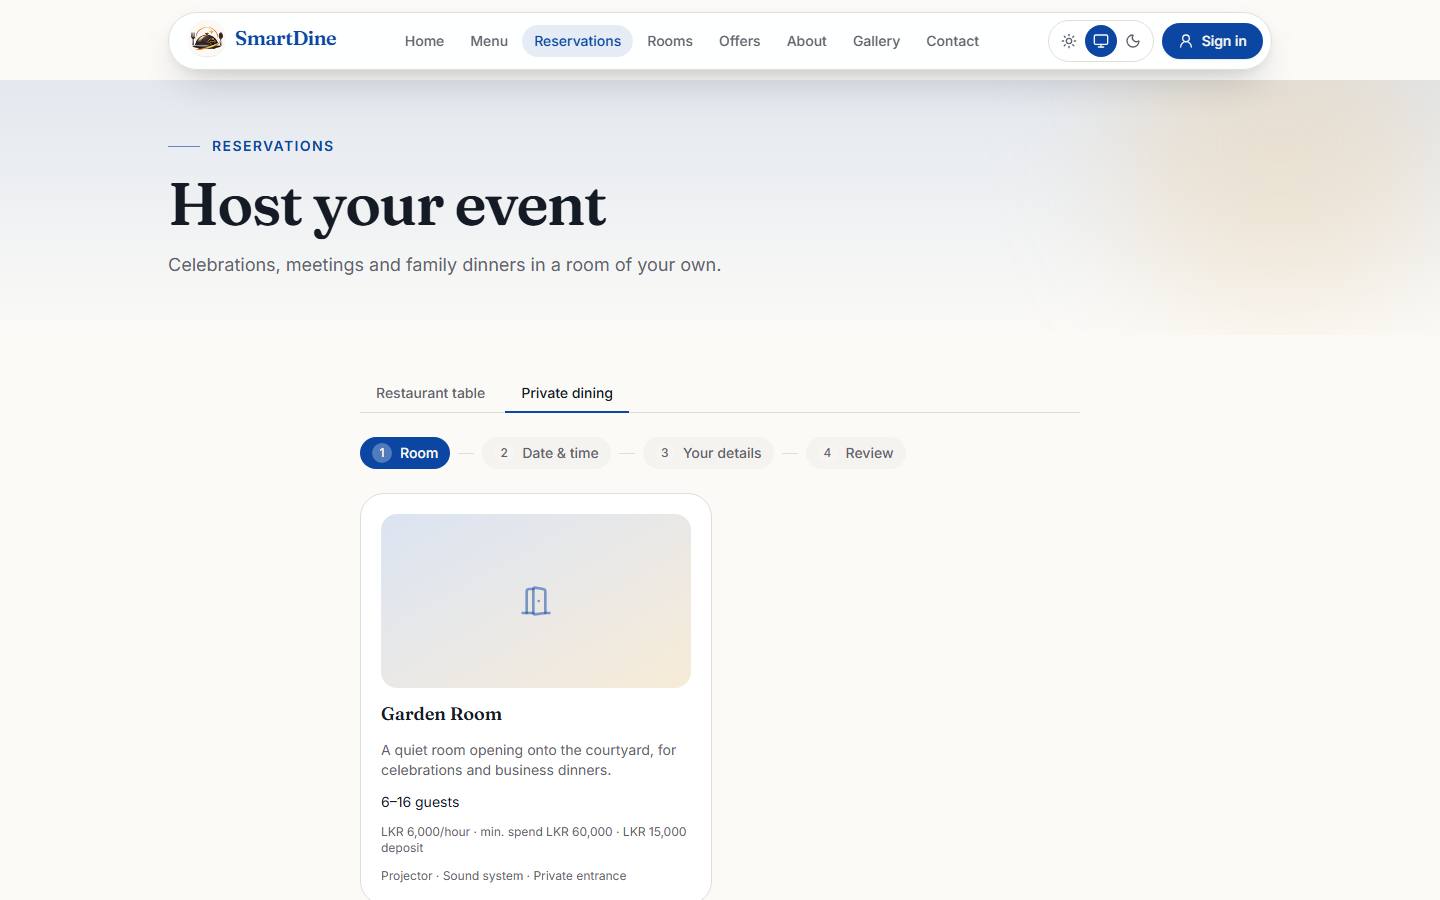 SmartDine
Home
Menu
Reservations
Rooms
Offers
About
Gallery
Contact
Sign in
RESERVATIONS
Host your event
Celebrations, meetings and family dinners in a room of your own.
Restaurant table
Private dining
1 Room
2 Date & time
3 Your details
4 Review
Garden Room
A quiet room opening onto the courtyard, for
celebrations and business dinners.
6–16 guests
LKR 6,000/hour · min. spend LKR 60,000 · LKR 15,000
deposit
Projector · Sound system · Private entrance